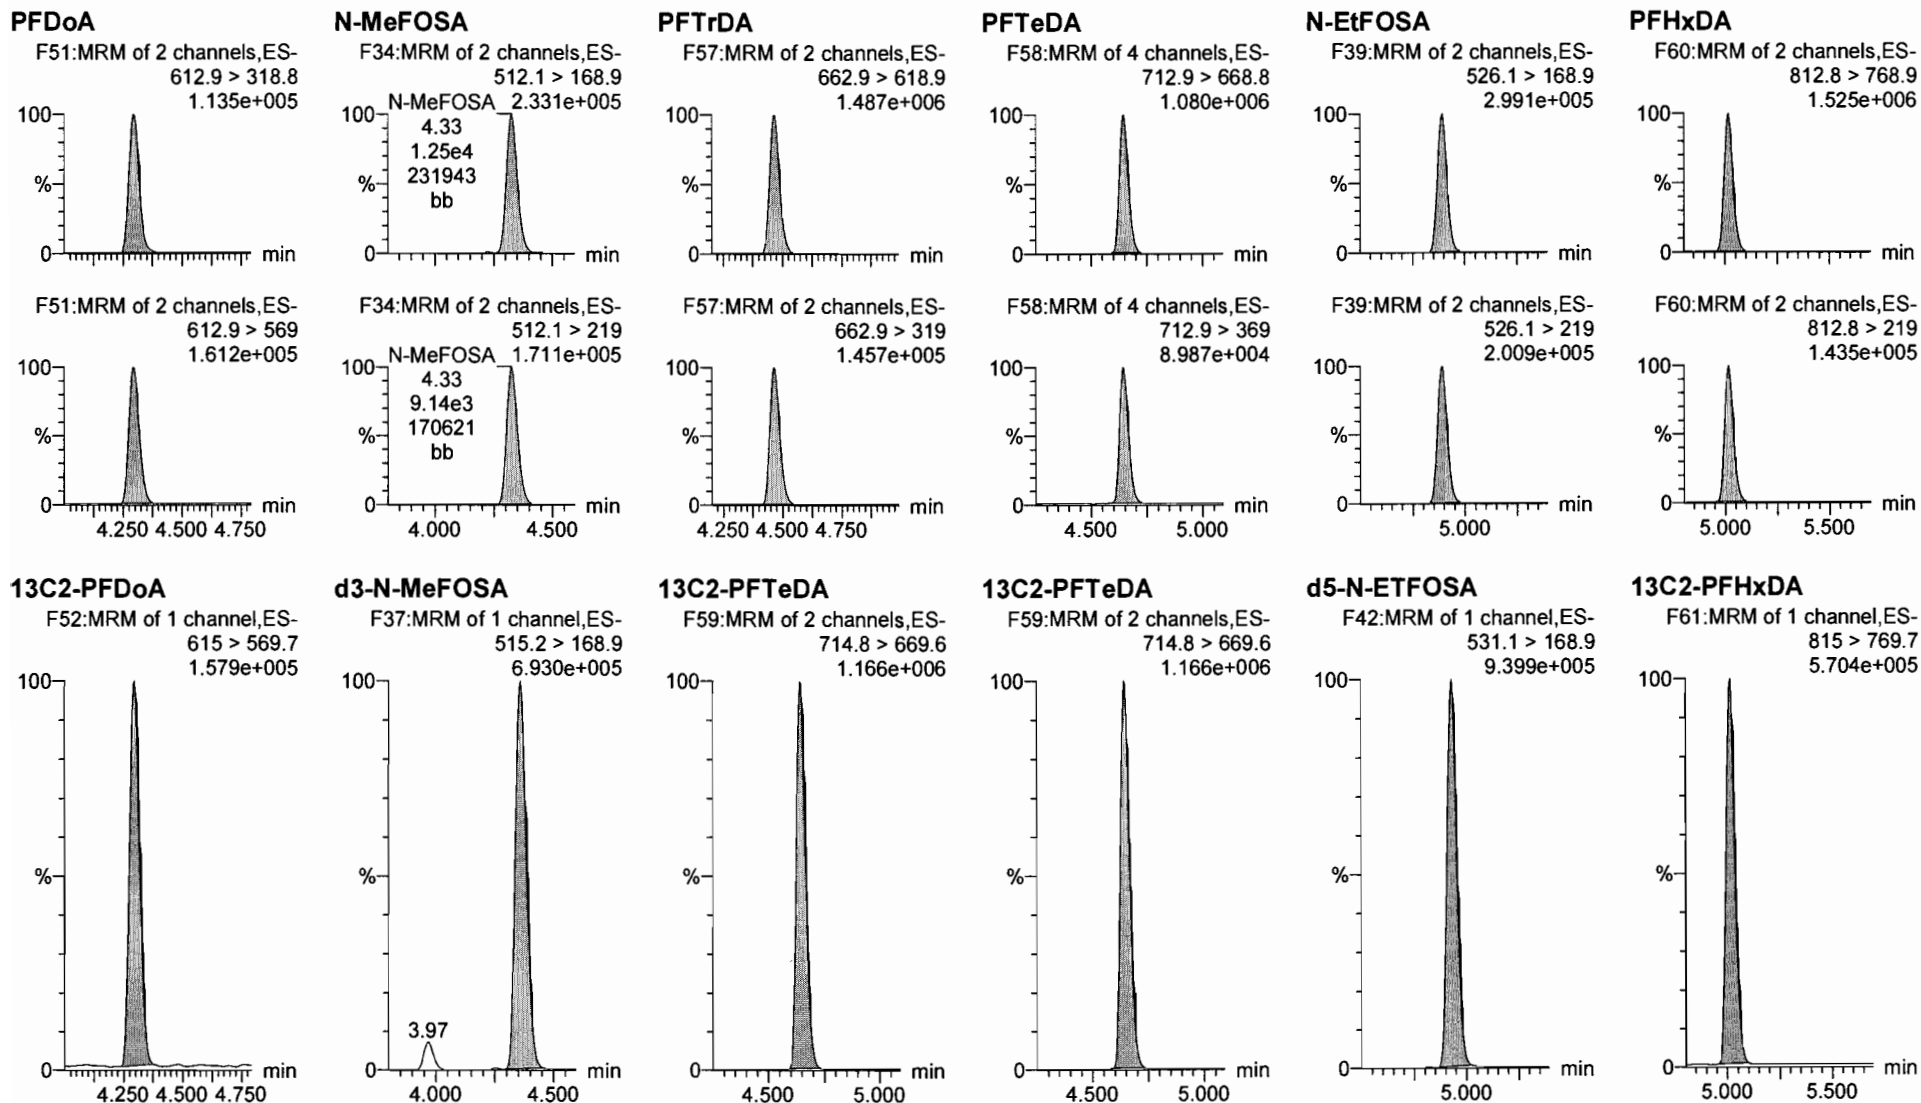 PFDoA
F51:MRM of 2 channels,ES-
612.9 > 318.8
1.135e+005
100
%
0
min
N-MeFOSA
F34:MRM of 2 channels,ES-
512.1 > 168.9
N-MeFOSA 2.331e+005
100
4.33
1.25e4
231943
bb
%
0
min
PFTrDA
F57:MRM of 2 channels,ES-
662.9 > 618.9
1.487e+006
100
%
0
min
PFTeDA
F58:MRM of 4 channels,ES-
712.9 > 668.8
1.080e+006
100
%
0
min
N-EtFOSA
F39:MRM of 2 channels,ES-
526.1 > 168.9
2.991e+005
100
%
0
min
PFHxDA
F60:MRM of 2 channels,ES-
812.8 > 768.9
1.525e+006
100
%
0
min
F51:MRM of 2 channels,ES-
612.9 > 569
1.612e+005
100
%
0
min
4.250 4.500 4.750
F34:MRM of 2 channels,ES-
512.1 > 219
N-MeFOSA 1.711e+005
100
4.33
9.14e3
170621
bb
%
0
min
4.000 4.500
F57:MRM of 2 channels,ES-
662.9 > 319
1.457e+005
100
%
0
min
4.250 4.500 4.750
F58:MRM of 4 channels,ES-
712.9 > 369
8.987e+004
100
%
0
min
4.500 5.000
F39:MRM of 2 channels,ES-
526.1 > 219
2.009e+005
100
%
0
min
5.000
F60:MRM of 2 channels,ES-
812.8 > 219
1.435e+005
100
%
0
min
5.000 5.500
13C2-PFDoA
F52:MRM of 1 channel,ES-
615 > 569.7
1.579e+005
100
%
0
min
4.250 4.500 4.750
d3-N-MeFOSA
F37:MRM of 1 channel,ES-
515.2 > 168.9
6.930e+005
100
%
3.97
0
min
4.000 4.500
13C2-PFTeDA
F59:MRM of 2 channels,ES-
714.8 > 669.6
1.166e+006
100
%
0
min
4.500 5.000
13C2-PFTeDA
F59:MRM of 2 channels,ES-
714.8 > 669.6
1.166e+006
100
%
0
min
4.500 5.000
d5-N-ETFOSA
F42:MRM of 1 channel,ES-
531.1 > 168.9
9.399e+005
100
%
0
min
5.000
13C2-PFHxDA
F61:MRM of 1 channel,ES-
815 > 769.7
5.704e+005
100
%
0
min
5.000 5.500